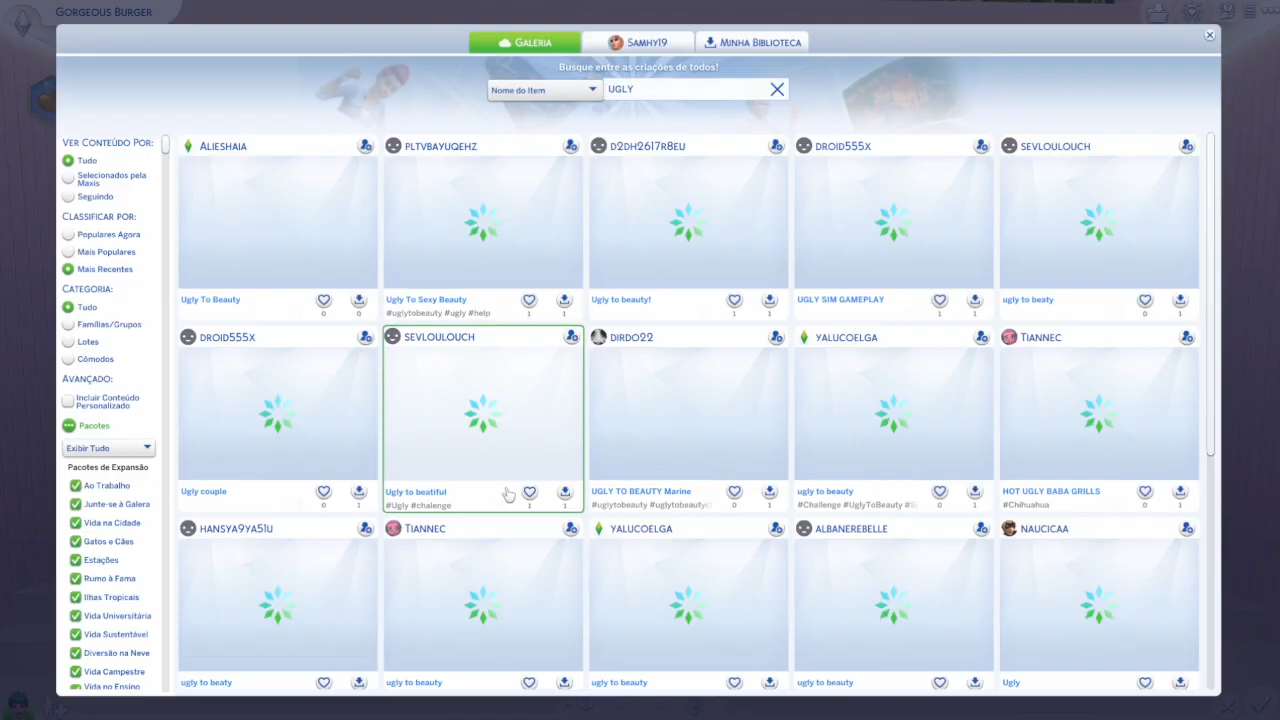 GORGEOUS BURGER
GALERIA
SAMHY19
MINHA BIBLIOTECA
Busque entre as criações de todos!
Nome do Item
UGLY
VER CONTEÚDO POR:
Tudo
Selecionados pela
Maxis
Seguindo
CLASSIFICAR POR:
Populares Agora
Mais Populares
Mais Recentes
CATEGORIA:
Tudo
Famílias/Grupos
Lotes
Cômodos
AVANÇADO:
Incluir Conteúdo
Personalizado
Pacotes
Exibir Tudo
Pacotes de Expansão
Ao Trabalho
Junte-se à Galera
Vida na Cidade
Gatos e Cães
Estações
Rumo à Fama
Ilhas Tropicais
Vida Universitária
Vida Sustentável
Diversão na Neve
Vida Campestre
Vida no Ensino
ALIESHAIA
Ugly To Beauty
0 0
PLTVBAYUQEHZ
Ugly To Sexy Beauty
#uglytobeauty #ugly #help
1 1
D2DH2617R8EU
Ugly to beauty!
1 1
DROID555X
UGLY SIM GAMEPLAY
1 1
SEVLOULOUCH
ugly to beaty
0 1
DROID555X
Ugly couple
0 1
SEVLOULOUCH
Ugly to beatiful
#Ugly #chalenge
1 1
DIRDO22
UGLY TO BEAUTY Marine
#uglytobeauty #uglytobeautyc
0 1
YALUCOELGA
ugly to beauty
#Challenge #UglyToBeauty #S
0 1
TIANNEC
HOT UGLY BABA GRILLS
#Chihuahua
0 1
HANSYA9YA51U
ugly to beaty
TIANNEC
ugly to beauty
YALUCOELGA
ugly to beauty
ALBANEREBELLE
ugly to beauty
NAUCICAA
Ugly